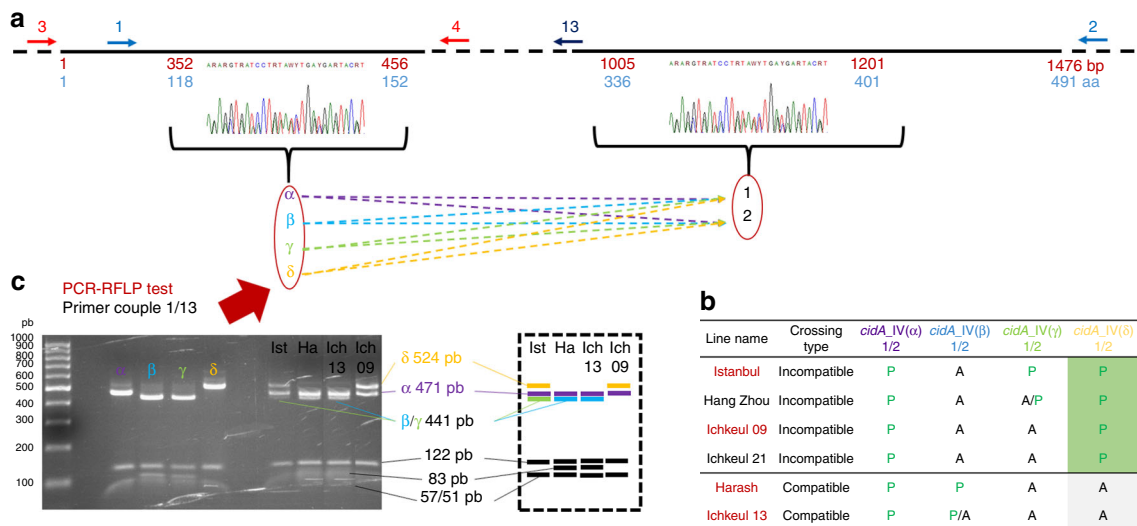 a
3 1 4 13 2
1 352 ARARGTRATCCTRTAWYTGAYGARTACRT 456 1005 ARARGTRATCCTRTAWYTGAYGARTACRT 1201 1476 bp
1 118 152 336 401 491 aa
α 1
β 2
γ
δ
c
PCR-RFLP test
Primer couple 1/13
pb
1000
900
800
700
600
500
400
300
200
100
α β γ δ
Ist Ha Ich 13 Ich 09
δ 524 pb
α 471 pb
β/γ 441 pb
122 pb
83 pb
57/51 pb
Ist Ha Ich 13 Ich 09
b
Line name Crossing type cidA_IV(α) 1/2 cidA_IV(β) 1/2 cidA_IV(γ) 1/2 cidA_IV(δ) 1/2
Istanbul Incompatible P A P P
Hang Zhou Incompatible P A A/P P
Ichkeul 09 Incompatible P A A P
Ichkeul 21 Incompatible P A A P
Harash Compatible P P A A
Ichkeul 13 Compatible P P/A A A